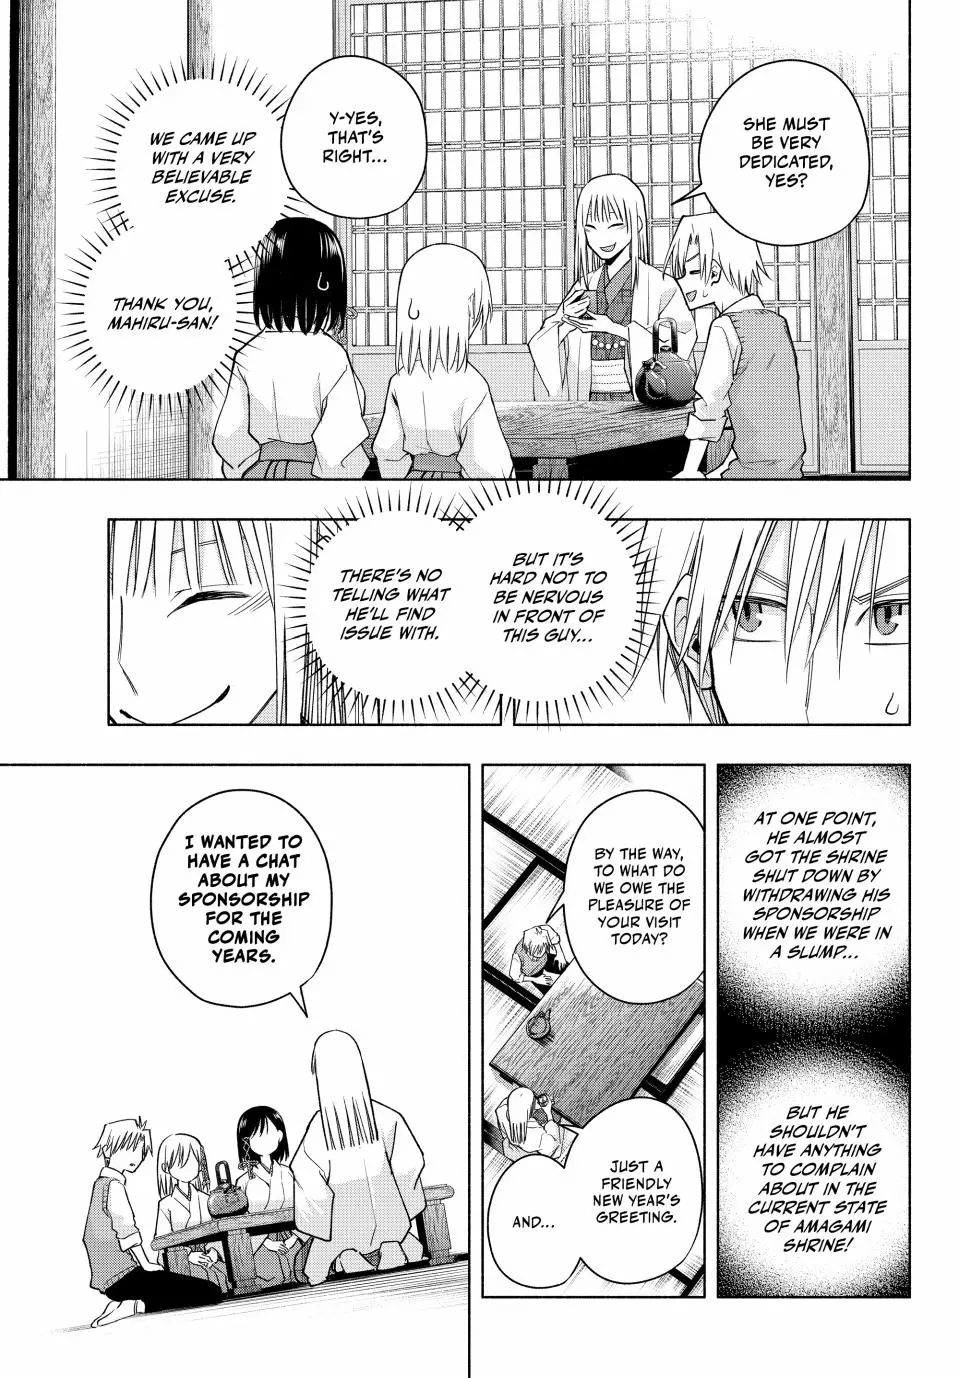 SHE MUST
BE VERY
DEDICATED,
YES?
Y-YES,
THAT'S
RIGHT...
WE CAME UP
WITH A VERY
BELIEVABLE
EXCUSE.
THANK YOU,
MAHIRU-SAN!
BUT IT'S
HARD NOT TO
BE NERVOUS
IN FRONT OF
THIS GUY...
THERE'S NO
TELLING WHAT
HE'LL FIND
ISSUE WITH.
AT ONE POINT,
HE ALMOST
GOT THE SHRINE
SHUT DOWN BY
WITHDRAWING HIS
SPONSORSHIP
WHEN WE WERE IN
A SLUMP...
BUT HE
SHOULDN'T
HAVE ANYTHING
TO COMPLAIN
ABOUT IN THE
CURRENT STATE
OF AMAGAMI
SHRINE!
BY THE WAY,
TO WHAT DO
WE OWE THE
PLEASURE OF
YOUR VISIT
TODAY?
JUST A
FRIENDLY
NEW YEAR'S
GREETING.
AND...
I WANTED TO
HAVE A CHAT
ABOUT MY
SPONSORSHIP
FOR THE
COMING
YEARS.